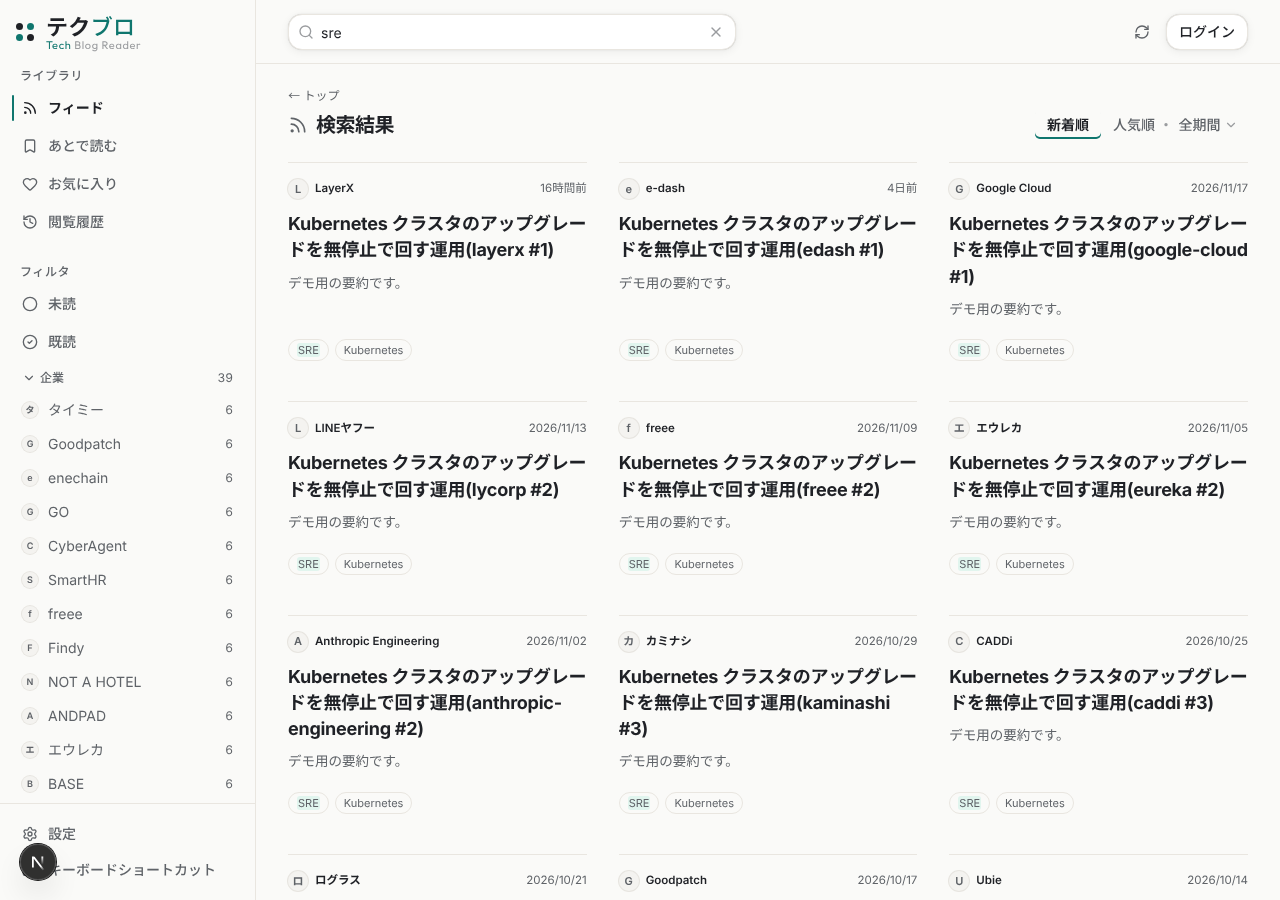 テクブロ
Tech Blog Reader
ライブラリ
フィード
あとで読む
お気に入り
閲覧履歴
フィルタ
未読
既読
企業 39
タ タイミー 6
G Goodpatch 6
e enechain 6
G GO 6
C CyberAgent 6
S SmartHR 6
f freee 6
F Findy 6
N NOT A HOTEL 6
A ANDPAD 6
エ エウレカ 6
B BASE 6
設定
N キーボードショートカット
sre
ログイン
← トップ
検索結果
新着順 人気順 • 全期間
L LayerX 16時間前
Kubernetes クラスタのアップグレー
ドを無停止で回す運用(layerx #1)
デモ用の要約です。
SRE Kubernetes
e e-dash 4日前
Kubernetes クラスタのアップグレー
ドを無停止で回す運用(edash #1)
デモ用の要約です。
SRE Kubernetes
G Google Cloud 2026/11/17
Kubernetes クラスタのアップグレー
ドを無停止で回す運用(google-cloud
#1)
デモ用の要約です。
SRE Kubernetes
L LINEヤフー 2026/11/13
Kubernetes クラスタのアップグレー
ドを無停止で回す運用(lycorp #2)
デモ用の要約です。
SRE Kubernetes
f freee 2026/11/09
Kubernetes クラスタのアップグレー
ドを無停止で回す運用(freee #2)
デモ用の要約です。
SRE Kubernetes
エ エウレカ 2026/11/05
Kubernetes クラスタのアップグレー
ドを無停止で回す運用(eureka #2)
デモ用の要約です。
SRE Kubernetes
A Anthropic Engineering 2026/11/02
Kubernetes クラスタのアップグレー
ドを無停止で回す運用(anthropic-
engineering #2)
デモ用の要約です。
SRE Kubernetes
カ カミナシ 2026/10/29
Kubernetes クラスタのアップグレー
ドを無停止で回す運用(kaminashi
#3)
デモ用の要約です。
SRE Kubernetes
C CADDi 2026/10/25
Kubernetes クラスタのアップグレー
ドを無停止で回す運用(caddi #3)
デモ用の要約です。
SRE Kubernetes
ロ ログラス 2026/10/21
G Goodpatch 2026/10/17
U Ubie 2026/10/14